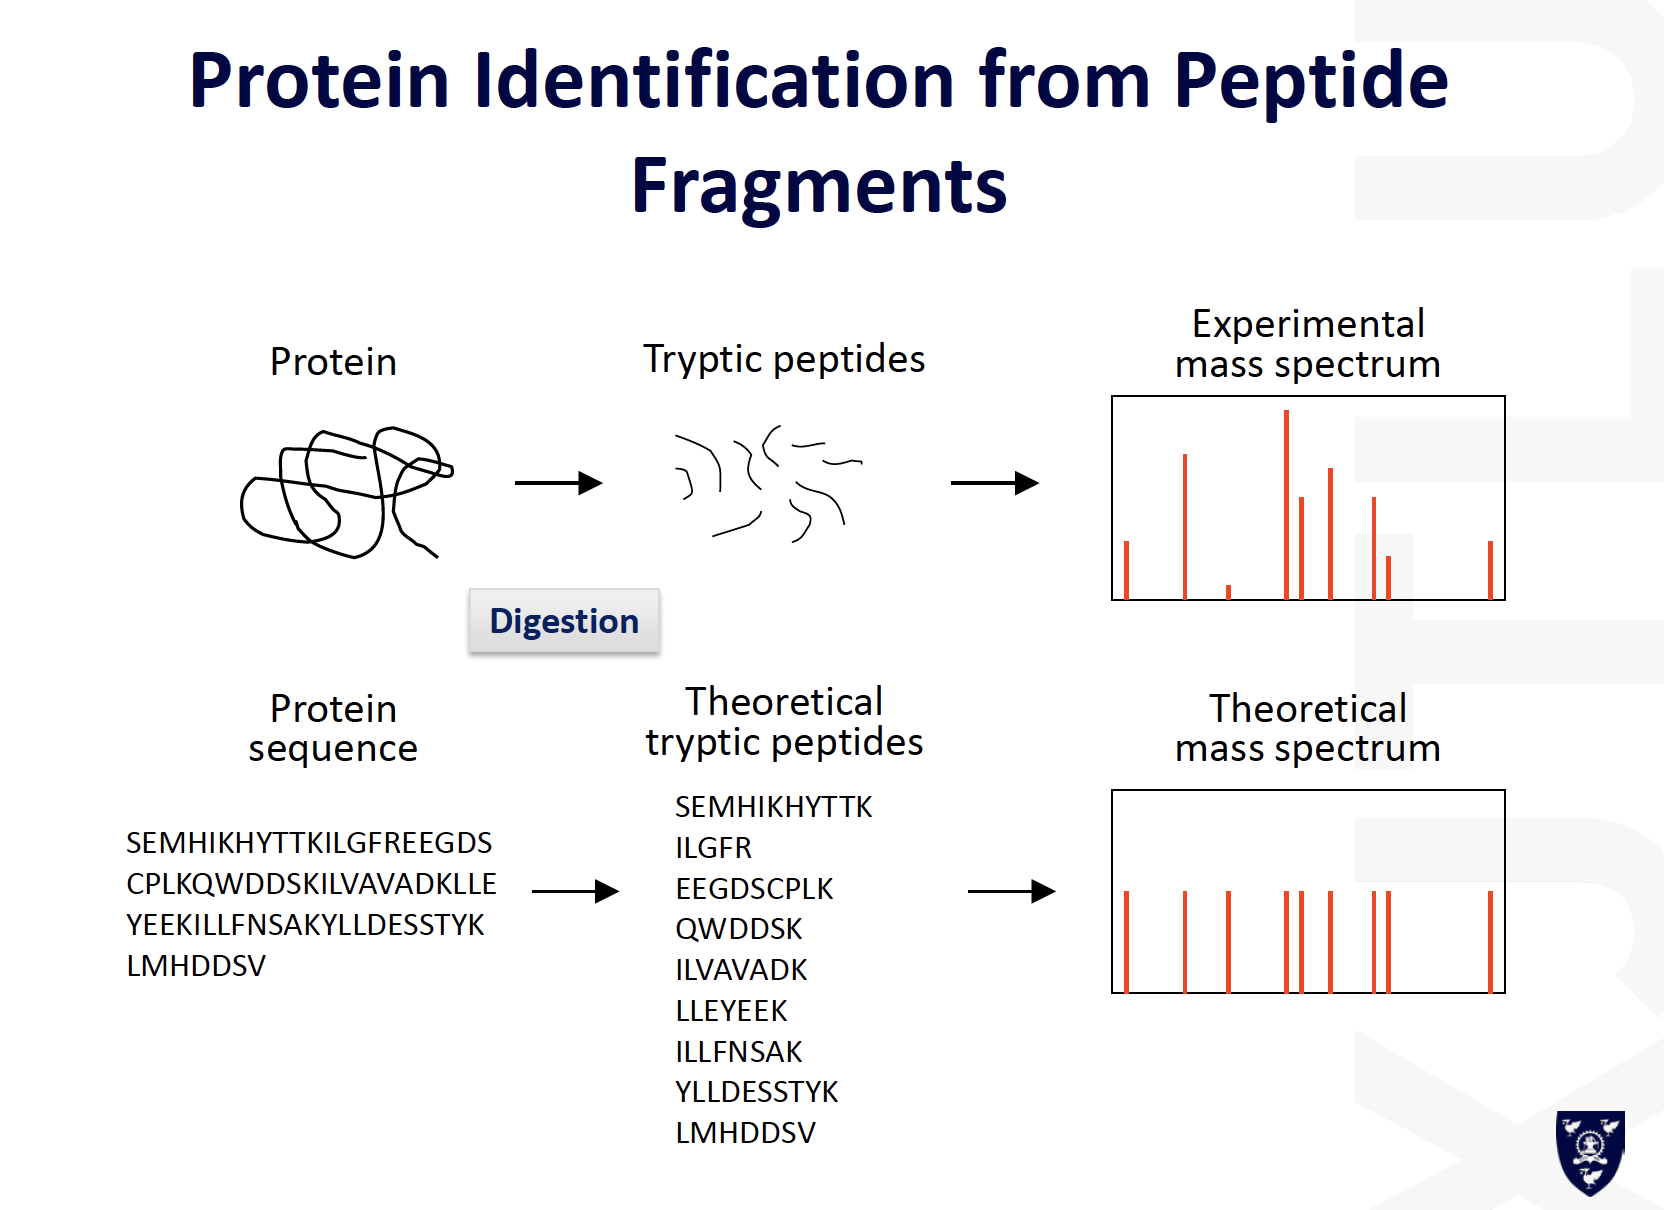 Protein Identification from Peptide
Fragments
Protein
Tryptic peptides
Experimental
mass spectrum
Digestion
Protein
sequence
Theoretical
tryptic peptides
Theoretical
mass spectrum
SEMHIKHYTTKILGFREEGDS
CPLKQWDDSKILVAVADKLLE
YEEKILLFNSAKYLLDESSTYK
LMHDDSV
SEMHIKHYTTK
ILGFR
EEGDSCPLK
QWDDSK
ILVAVADK
LLEYEEK
ILLFNSAK
YLLDESSTYK
LMHDDSV